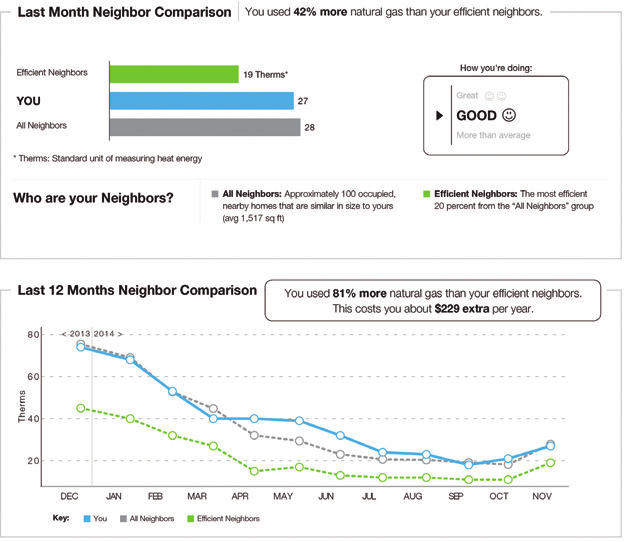 Last Month Neighbor Comparison
You used 42% more natural gas than your efficient neighbors.
Efficient Neighbors
19 Therms*
YOU
27
All Neighbors
28
How you're doing:
Great
GOOD
More than average
* Therms: Standard unit of measuring heat energy
Who are your Neighbors?
All Neighbors: Approximately 100 occupied,
nearby homes that are similar in size to yours
(avg 1,517 sq ft)
Efficient Neighbors: The most efficient
20 percent from the “All Neighbors” group
Last 12 Months Neighbor Comparison
You used 81% more natural gas than your efficient neighbors.
This costs you about $229 extra per year.
< 2013 2014 >
Therms
80
60
40
20
DEC JAN FEB MAR APR MAY JUN JUL AUG SEP OCT NOV
Key: You All Neighbors Efficient Neighbors